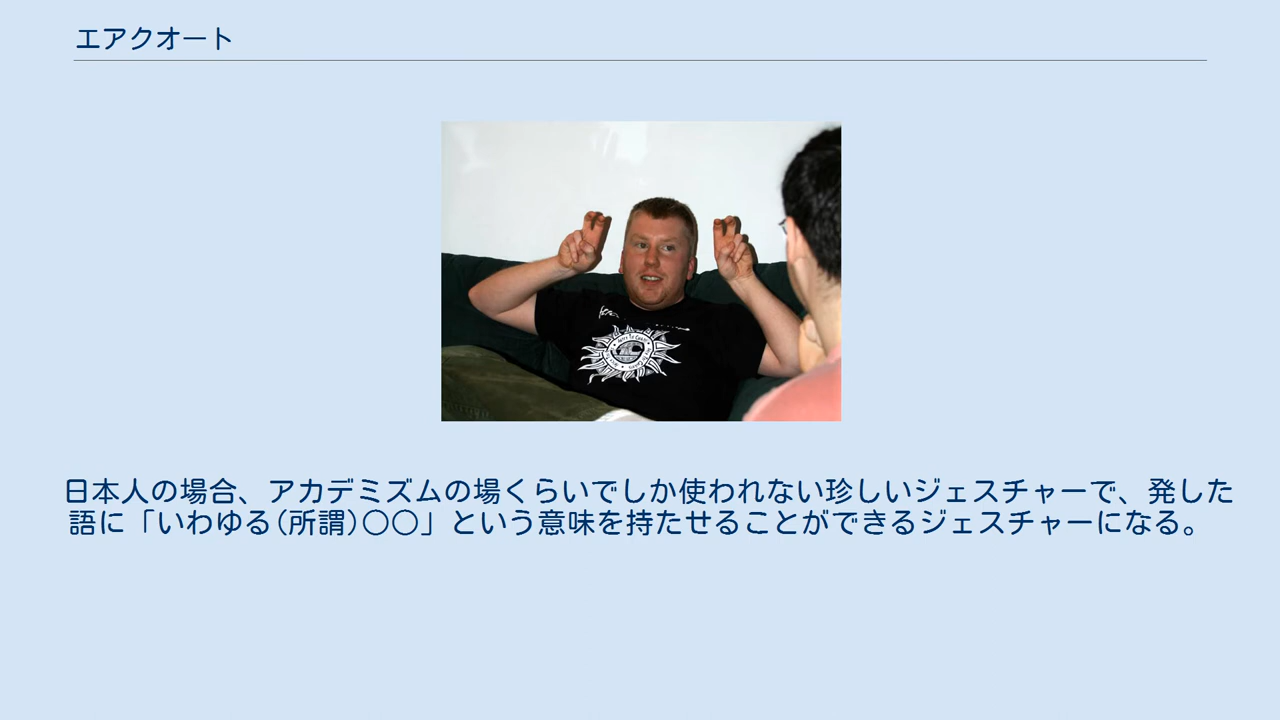 エアクオート
日本人の場合、アカデミズムの場くらいでしか使われない珍しいジェスチャーで、発した
語に「いわゆる(所謂)〇〇」という意味を持たせることができるジェスチャーになる。